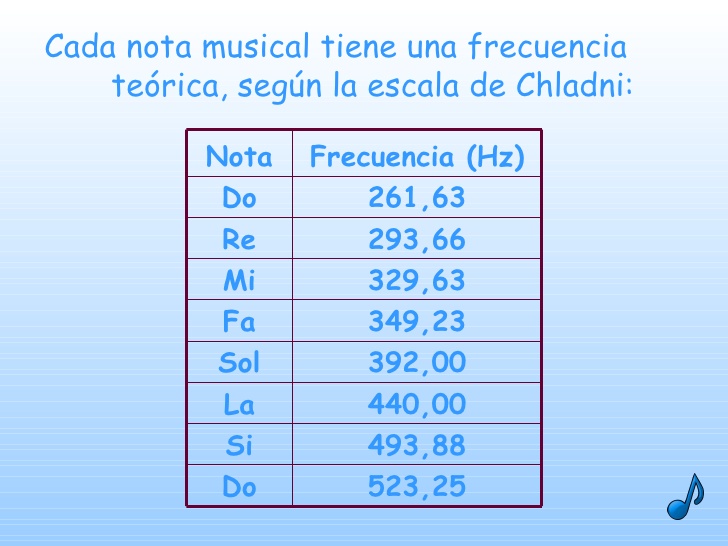 Cada nota musical tiene una frecuencia
teórica, según la escala de Chladni:
Nota Frecuencia (Hz)
Do 261,63
Re 293,66
Mi 329,63
Fa 349,23
Sol 392,00
La 440,00
Si 493,88
Do 523,25